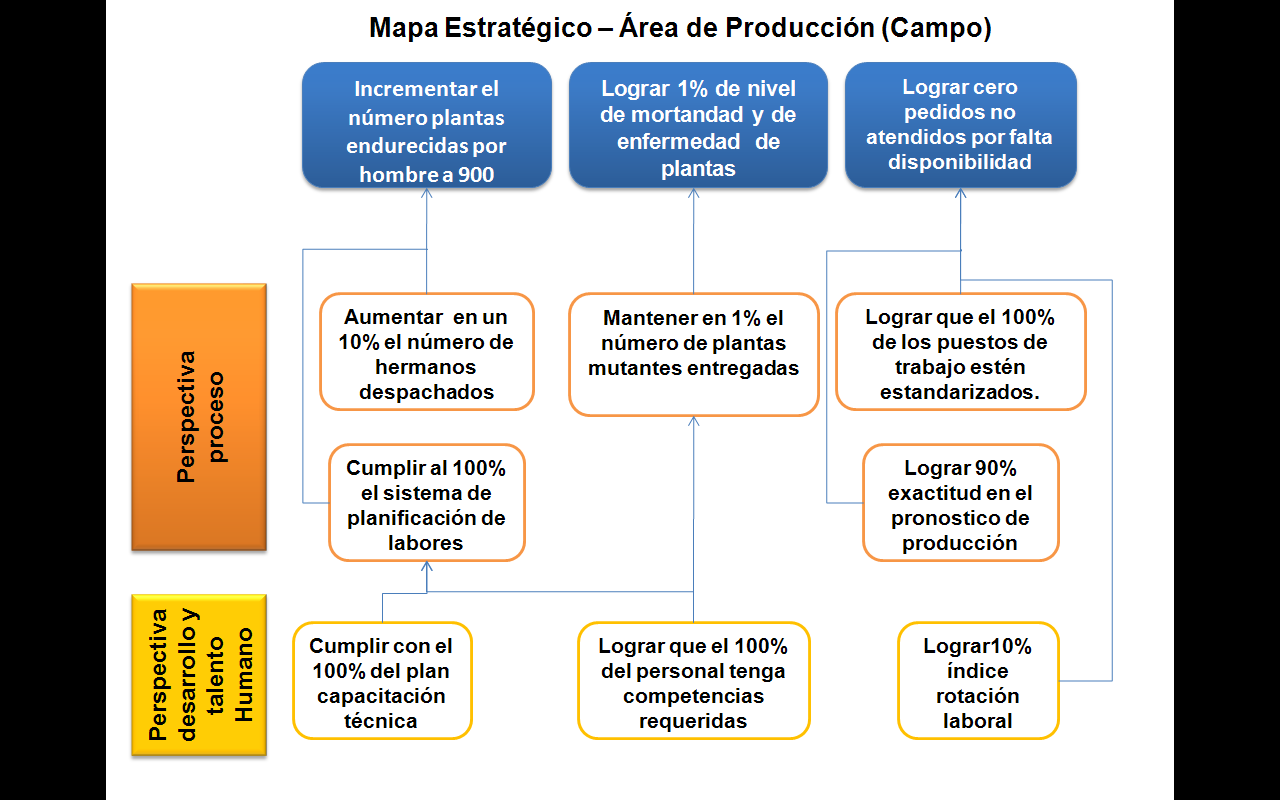 Mapa Estratégico – Área de Producción (Campo)
Incrementar el
número plantas
endurecidas por
hombre a 900
Lograr 1% de nivel
de mortandad y de
enfermedad de
plantas
Lograr cero
pedidos no
atendidos por falta
disponibilidad
Perspectiva
proceso
Aumentar en un
10% el número de
hermanos
despachados
Mantener en 1% el
número de plantas
mutantes entregadas
Lograr que el 100%
de los puestos de
trabajo estén
estandarizados.
Cumplir al 100%
el sistema de
planificación de
labores
Lograr 90%
exactitud en el
pronostico de
producción
Perspectiva
desarrollo y
talento
Humano
Cumplir con el
100% del plan
capacitación
técnica
Lograr que el 100%
del personal tenga
competencias
requeridas
Lograr10%
índice
rotación
laboral